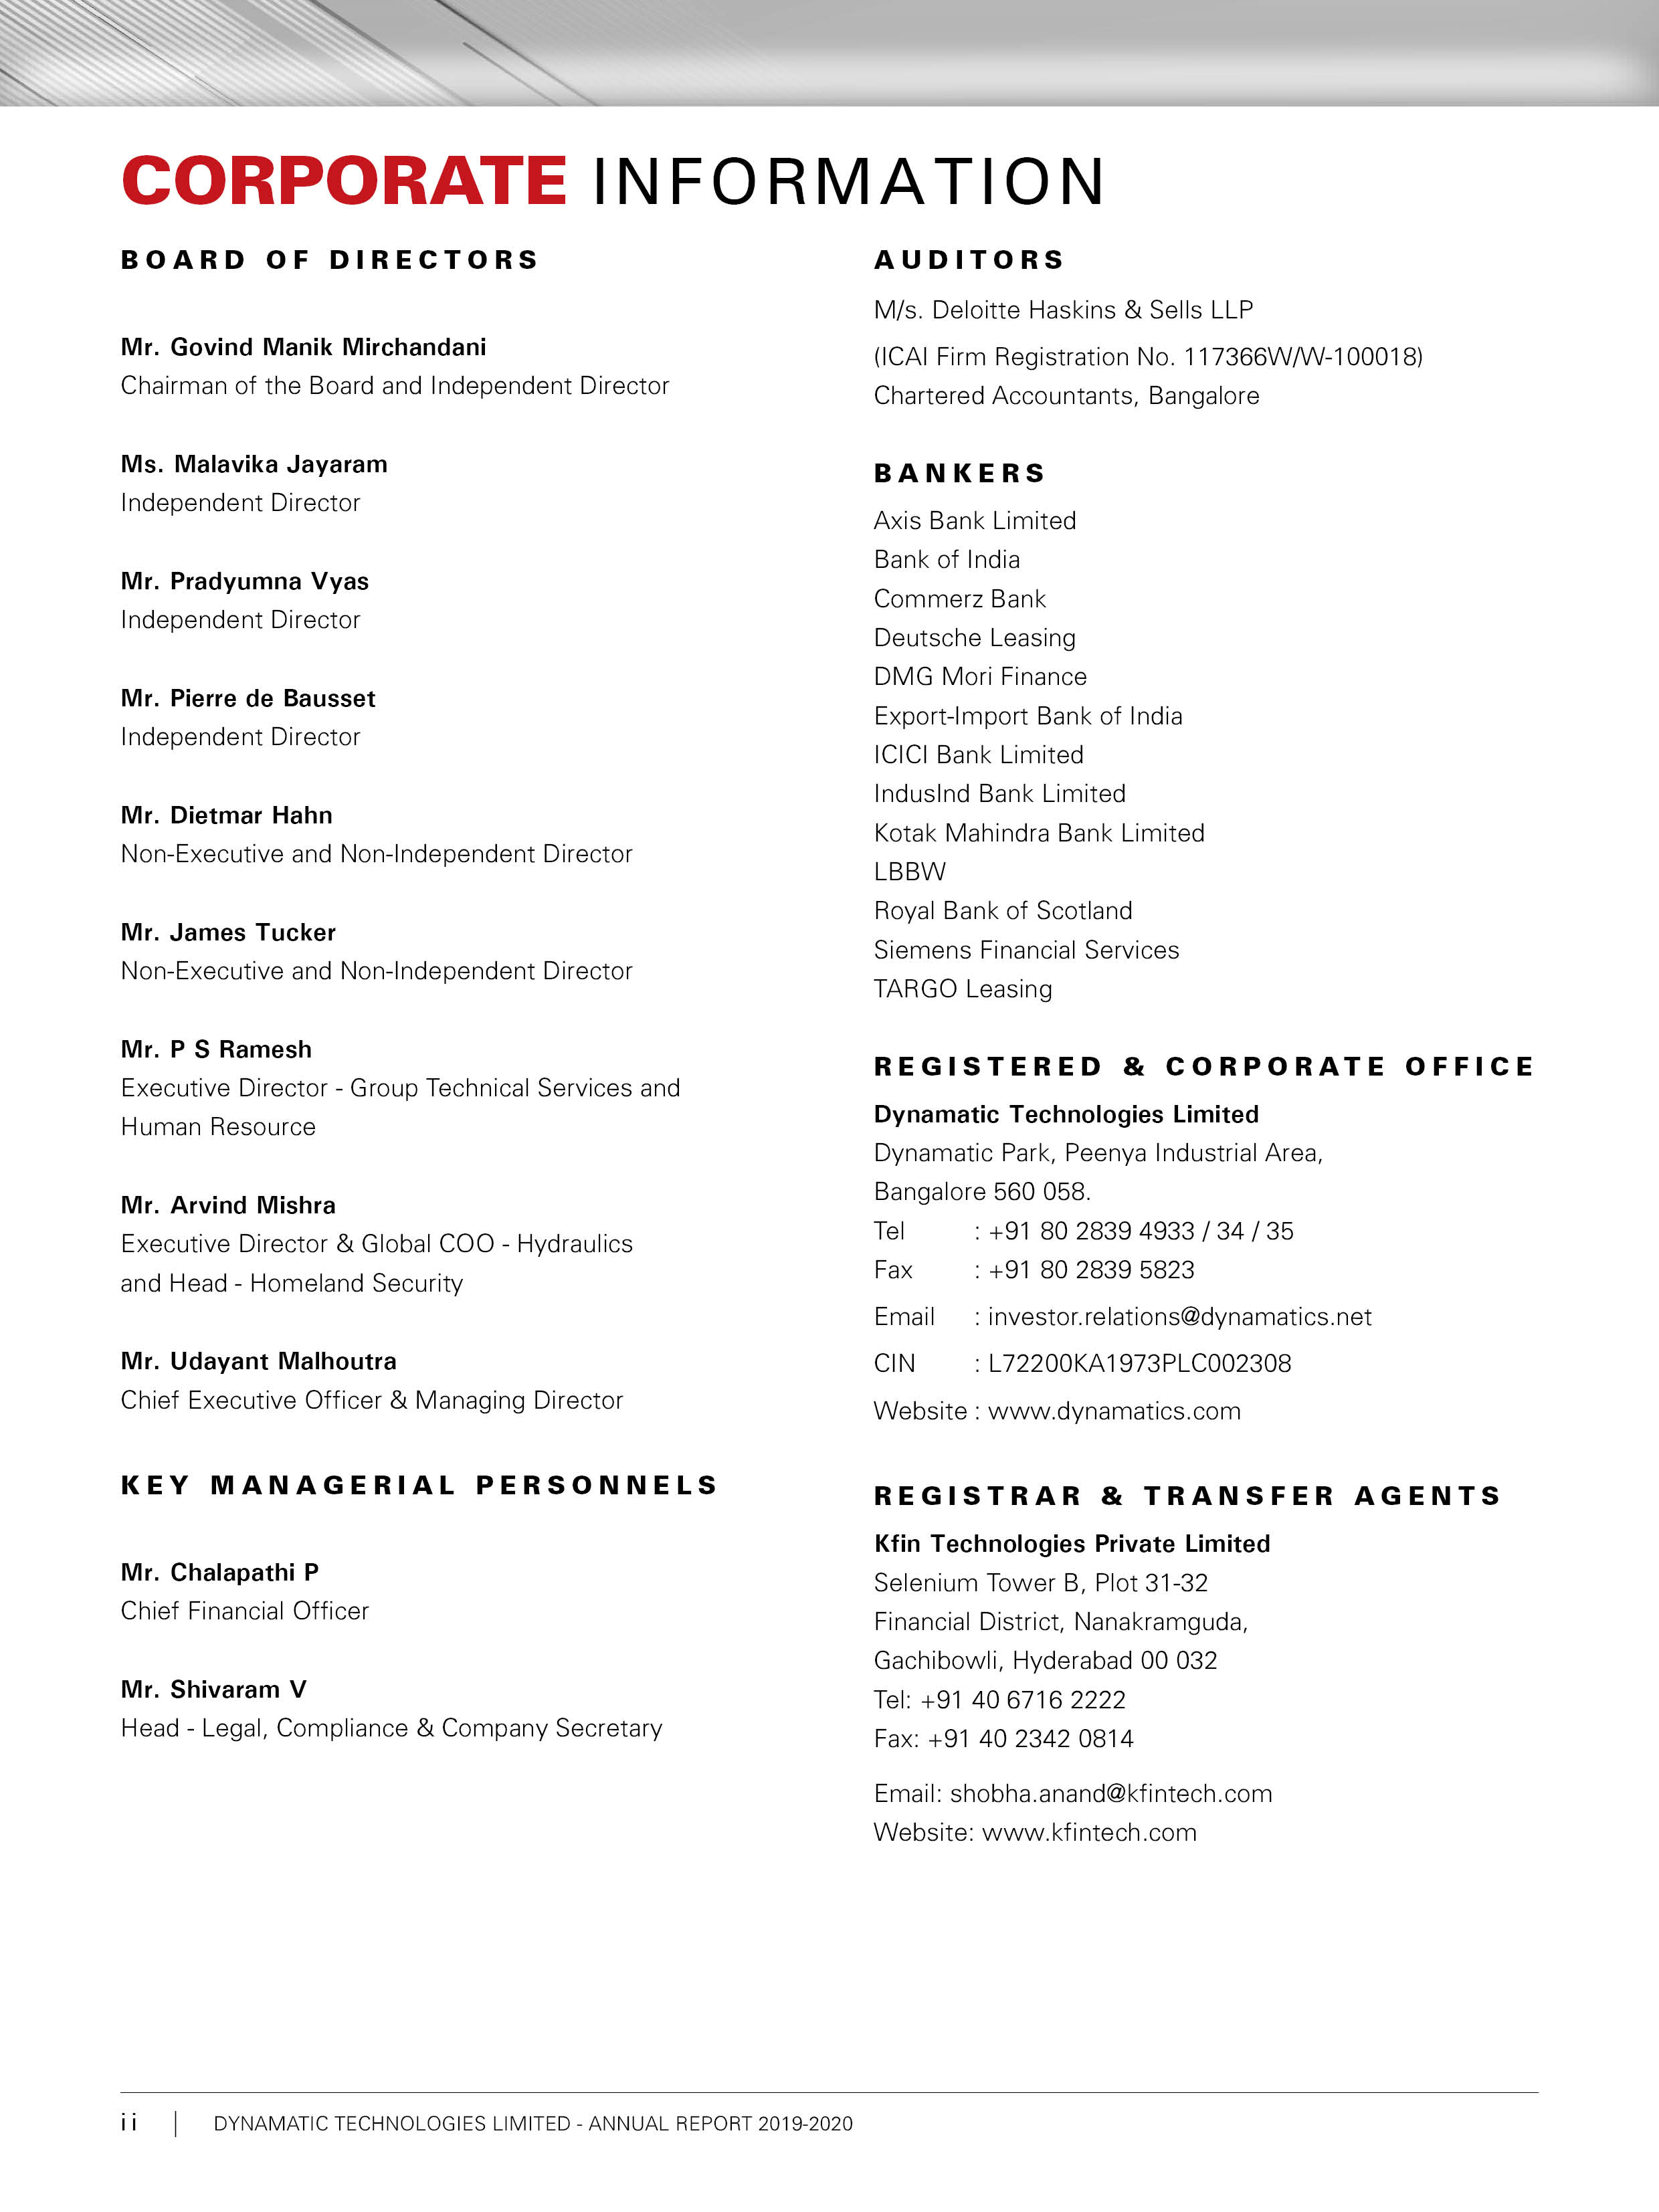 CORPORATE INFORMATION
BOARD OF DIRECTORS
Mr. Govind Manik Mirchandani
Chairman of the Board and Independent Director
Ms. Malavika Jayaram
Independent Director
Mr. Pradyumna Vyas
Independent Director
Mr. Pierre de Bausset
Independent Director
Mr. Dietmar Hahn
Non-Executive and Non-Independent Director
Mr. James Tucker
Non-Executive and Non-Independent Director
Mr. P S Ramesh
Executive Director - Group Technical Services and
Human Resource
Mr. Arvind Mishra
Executive Director & Global COO - Hydraulics
and Head - Homeland Security
Mr. Udayant Malhoutra
Chief Executive Officer & Managing Director
KEY MANAGERIAL PERSONNELS
Mr. Chalapathi P
Chief Financial Officer
Mr. Shivaram V
Head - Legal, Compliance & Company Secretary
AUDITORS
M/s. Deloitte Haskins & Sells LLP
(ICAI Firm Registration No. 117366W/W-100018)
Chartered Accountants, Bangalore
BANKERS
Axis Bank Limited
Bank of India
Commerz Bank
Deutsche Leasing
DMG Mori Finance
Export-Import Bank of India
ICICI Bank Limited
IndusInd Bank Limited
Kotak Mahindra Bank Limited
LBBW
Royal Bank of Scotland
Siemens Financial Services
TARGO Leasing
REGISTERED & CORPORATE OFFICE
Dynamatic Technologies Limited
Dynamatic Park, Peenya Industrial Area,
Bangalore 560 058.
Tel : +91 80 2839 4933 / 34 / 35
Fax : +91 80 2839 5823
Email : investor.relations@dynamatics.net
CIN : L72200KA1973PLC002308
Website : www.dynamatics.com
REGISTRAR & TRANSFER AGENTS
Kfin Technologies Private Limited
Selenium Tower B, Plot 31-32
Financial District, Nanakramguda,
Gachibowli, Hyderabad 00 032
Tel: +91 40 6716 2222
Fax: +91 40 2342 0814
Email: shobha.anand@kfintech.com
Website: www.kfintech.com
ii | DYNAMATIC TECHNOLOGIES LIMITED - ANNUAL REPORT 2019-2020